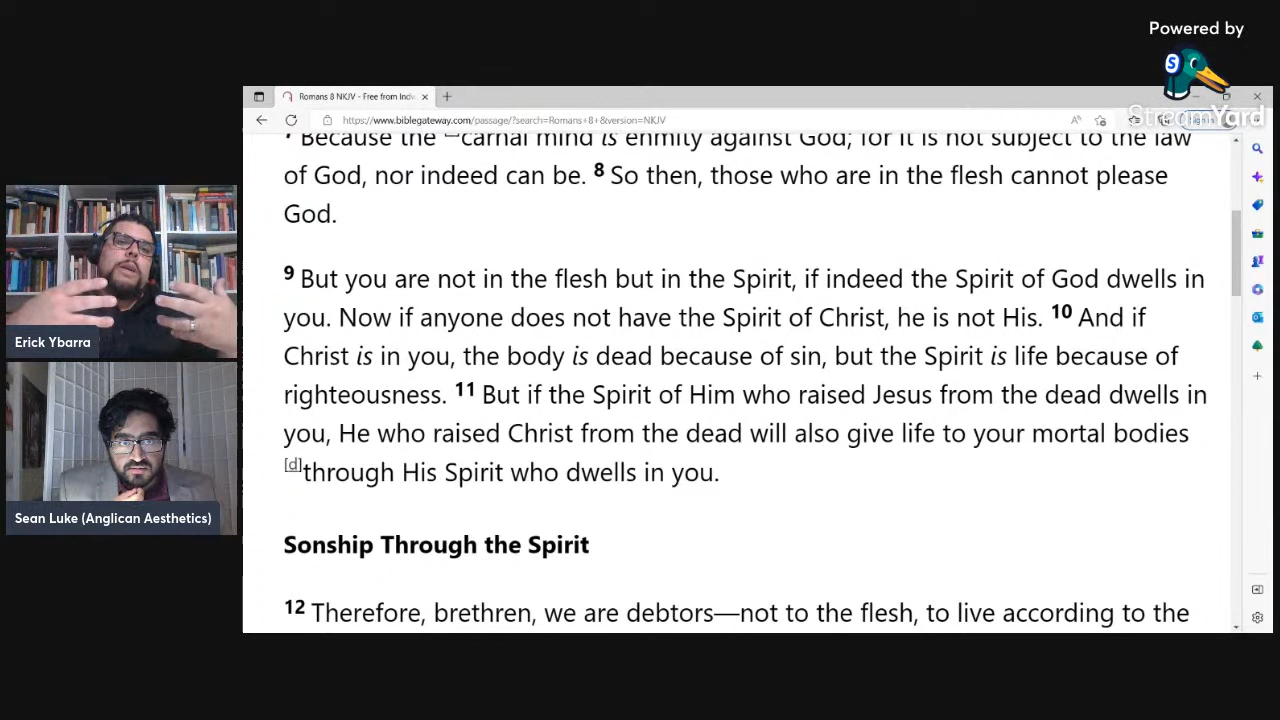 Powered by
StreamYard
Romans 8 NKJV - Free from Indw
https://www.biblegateway.com/passage/?search=Romans+8+&version=NKJV
7 Because the carnal mind is enmity against God; for it is not subject to the law
of God, nor indeed can be. 8 So then, those who are in the flesh cannot please
God.
9 But you are not in the flesh but in the Spirit, if indeed the Spirit of God dwells in
you. Now if anyone does not have the Spirit of Christ, he is not His. 10 And if
Christ is in you, the body is dead because of sin, but the Spirit is life because of
righteousness. 11 But if the Spirit of Him who raised Jesus from the dead dwells in
you, He who raised Christ from the dead will also give life to your mortal bodies
[d]through His Spirit who dwells in you.
Sonship Through the Spirit
12 Therefore, brethren, we are debtors—not to the flesh, to live according to the
Erick Ybarra
Sean Luke (Anglican Aesthetics)